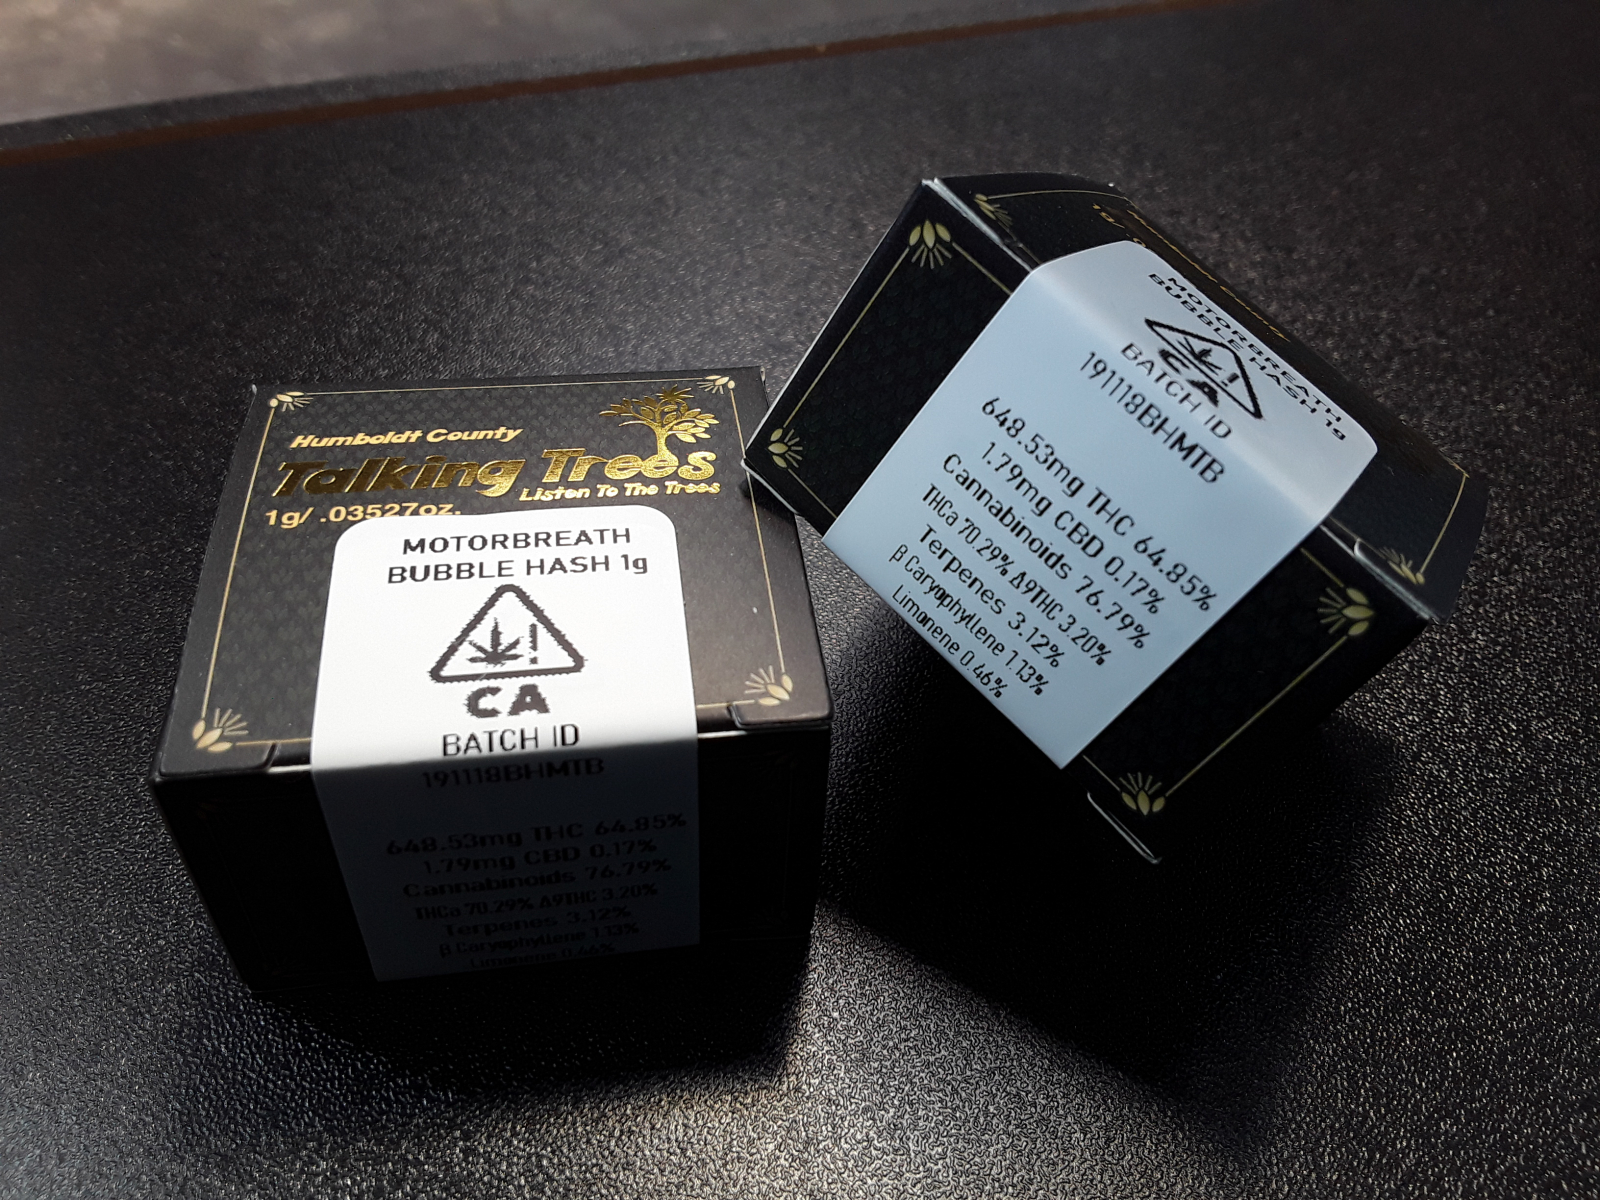 Humboldt County
Talking Trees
Listen To The Trees
1g/ .03527oz.
MOTORBREATH
BUBBLE HASH 1g
!
CA
BATCH ID
191118BHMTB
648.53mg THC 64.85%
1.79mg CBD 0.17%
Cannabinoids 76.79%
THCa 70.29% Δ9THC 3.20%
Terpenes 3.12%
β Caryophyllene 1.13%
Limonene 0.46%
MOTORBREATH
BUBBLE HASH 1g
!
CA
BATCH ID
191118BHMTB
648.53mg THC 64.85%
1.79mg CBD 0.17%
Cannabinoids 76.79%
THCa 70.29% Δ9THC 3.20%
Terpenes 3.12%
β Caryophyllene 1.13%
Limonene 0.46%